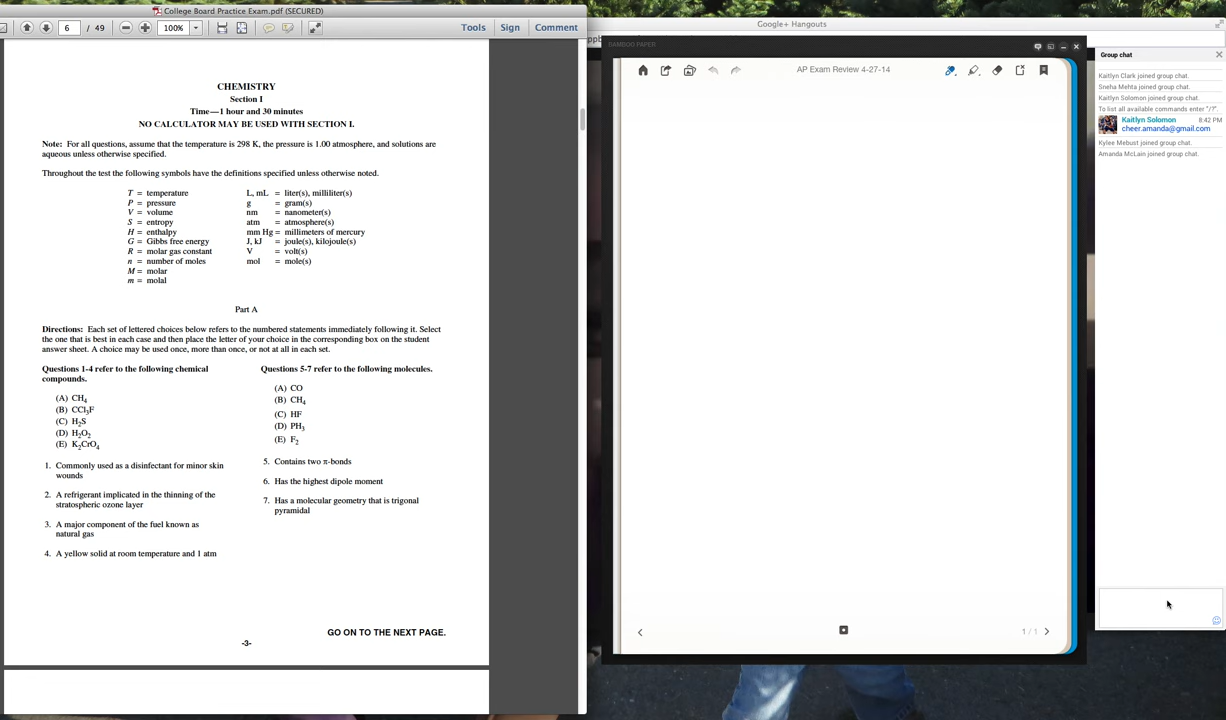 College Board Practice Exam.pdf (SECURED)
6 / 49
100%
Tools Sign Comment
CHEMISTRY
Section I
Time—1 hour and 30 minutes
NO CALCULATOR MAY BE USED WITH SECTION I.
Note: For all questions, assume that the temperature is 298 K, the pressure is 1.00 atmosphere, and solutions are
aqueous unless otherwise specified.
Throughout the test the following symbols have the definitions specified unless otherwise noted.
T = temperature
P = pressure
V = volume
S = entropy
H = enthalpy
G = Gibbs free energy
R = molar gas constant
n = number of moles
M = molar
m = molal
L, mL = liter(s), milliliter(s)
g = gram(s)
nm = nanometer(s)
atm = atmosphere(s)
mm Hg = millimeters of mercury
J, kJ = joule(s), kilojoule(s)
V = volt(s)
mol = mole(s)
Part A
Directions: Each set of lettered choices below refers to the numbered statements immediately following it. Select
the one that is best in each case and then place the letter of your choice in the corresponding box on the student
answer sheet. A choice may be used once, more than once, or not at all in each set.
Questions 1-4 refer to the following chemical
compounds.
(A) CH₄
(B) CCl₃F
(C) H₂S
(D) H₂O₂
(E) K₂CrO₄
1. Commonly used as a disinfectant for minor skin
wounds
2. A refrigerant implicated in the thinning of the
stratospheric ozone layer
3. A major component of the fuel known as
natural gas
4. A yellow solid at room temperature and 1 atm
Questions 5-7 refer to the following molecules.
(A) CO
(B) CH₄
(C) HF
(D) PH₃
(E) F₂
5. Contains two π-bonds
6. Has the highest dipole moment
7. Has a molecular geometry that is trigonal
pyramidal
GO ON TO THE NEXT PAGE.
-3-
Google+ Hangouts
BAMBOO PAPER
AP Exam Review 4-27-14
1 / 1
Group chat
Kaitlyn Clark joined group chat.
Sneha Mehta joined group chat.
Kaitlyn Solomon joined group chat.
To list all available commands enter "/?".
Kaitlyn Solomon 8:42 PM
cheer.amanda@gmail.com
Kylee Mebust joined group chat.
Amanda McLain joined group chat.